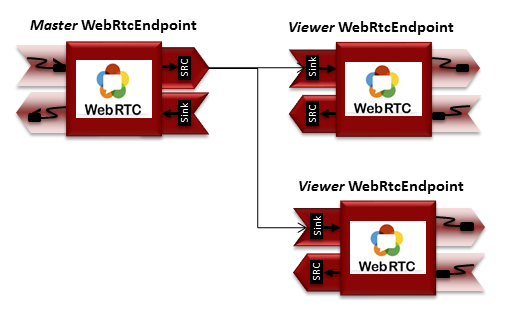 Master WebRtcEndpoint
SRC
WebRTC
Sink
Viewer WebRtcEndpoint
Sink
WebRTC
SRC
Viewer WebRtcEndpoint
Sink
WebRTC
SRC